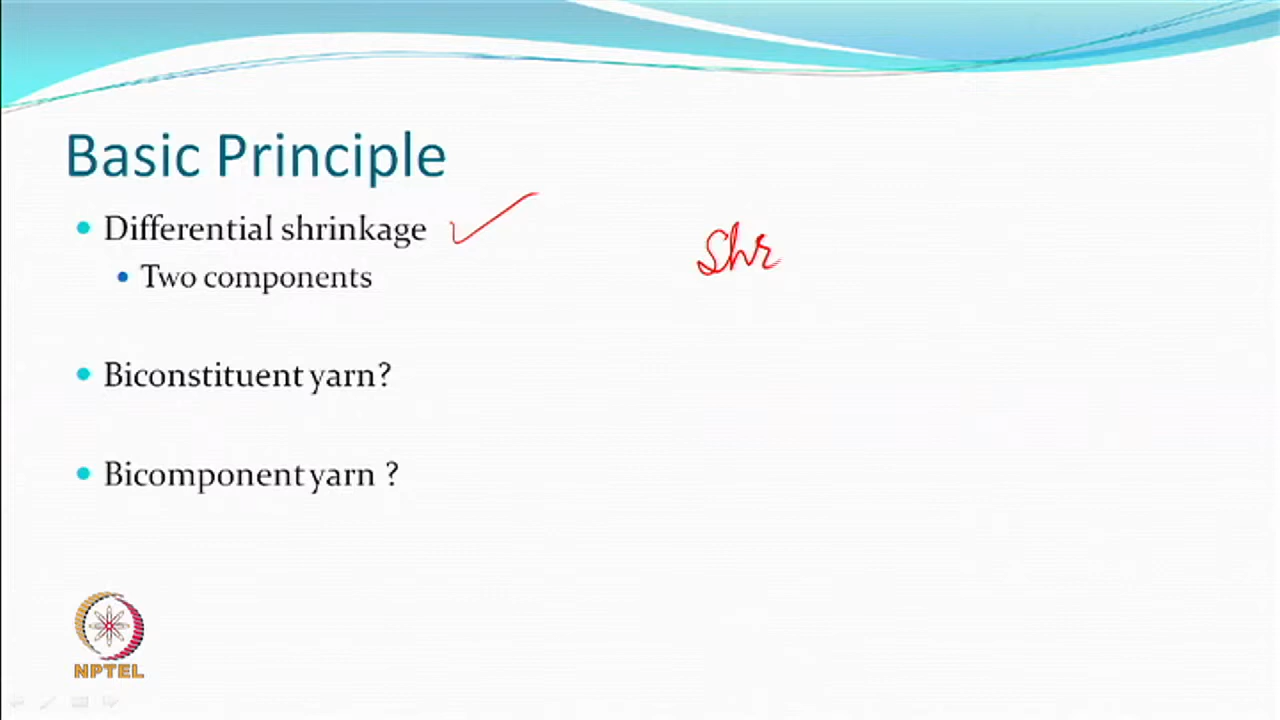 Basic Principle
Differential shrinkage
Shr
Two components
Biconstituent yarn?
Bicomponent yarn ?
NPTEL